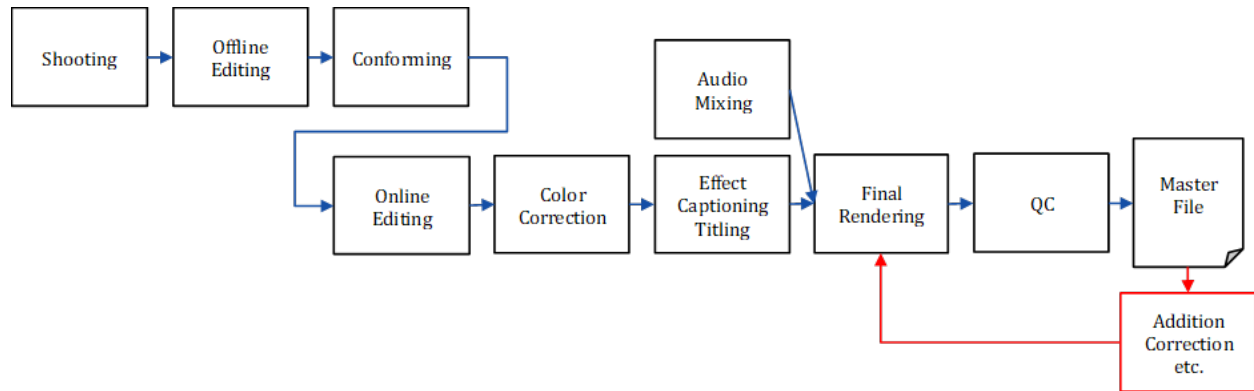 Shooting
Offline
Editing
Conforming
Audio
Mixing
Online
Editing
Color
Correction
Effect
Captioning
Titling
Final
Rendering
QC
Master
File
Addition
Correction
etc.